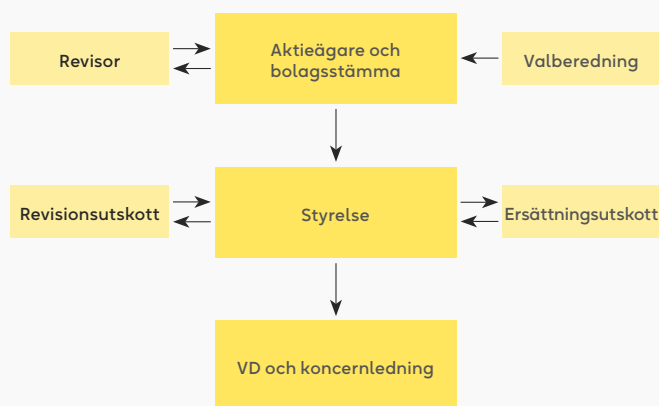 Revisor
Aktieägare och
bolagsstämma
Valberedning
Revisionsutskott
Styrelse
Ersättningsutskott
VD och koncernledning